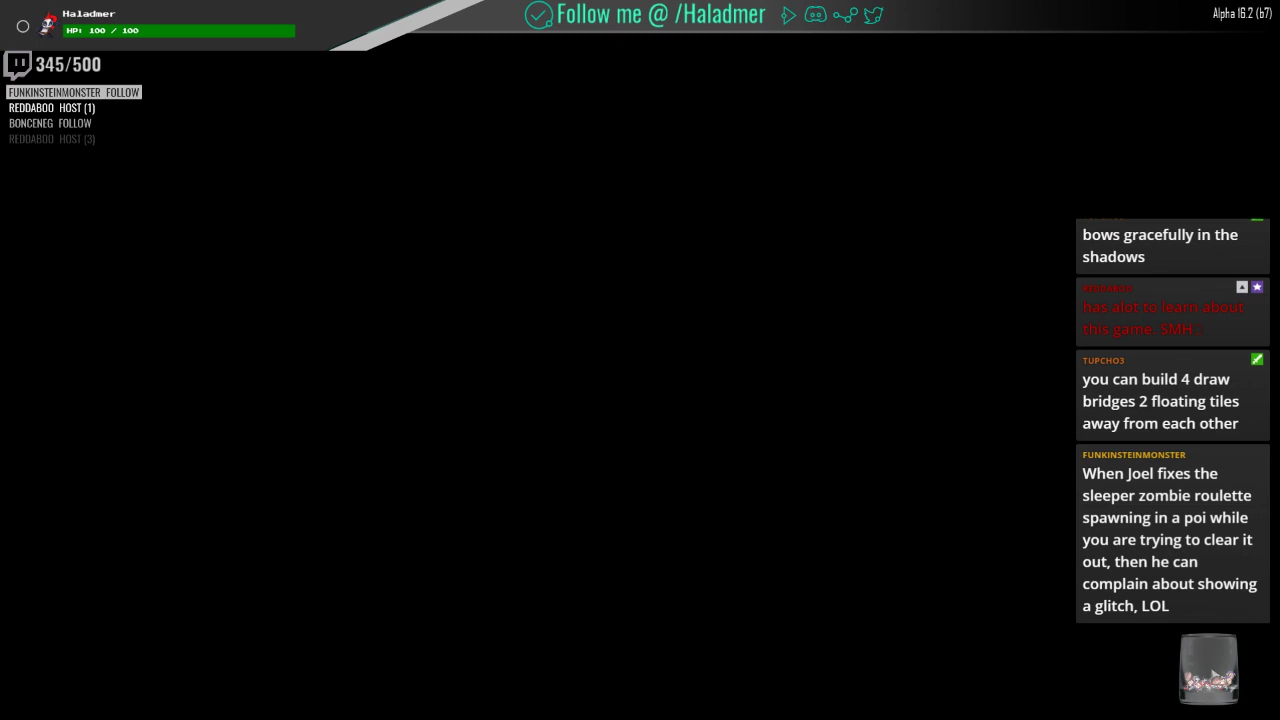 Haladmer
HP: 100 / 100
Follow me @ /Haladmer
Alpha 16.2 (b7)
345/500
FUNKINSTEINMONSTER FOLLOW
REDDABOO HOST (1)
BONCENEG FOLLOW
REDDABOO HOST (3)
bows gracefully in the
shadows
REDDABOO
has alot to learn about
this game. SMH
TUPCHO3
you can build 4 draw
bridges 2 floating tiles
away from each other
FUNKINSTEINMONSTER
When Joel fixes the
sleeper zombie roulette
spawning in a poi while
you are trying to clear it
out, then he can
complain about showing
a glitch, LOL